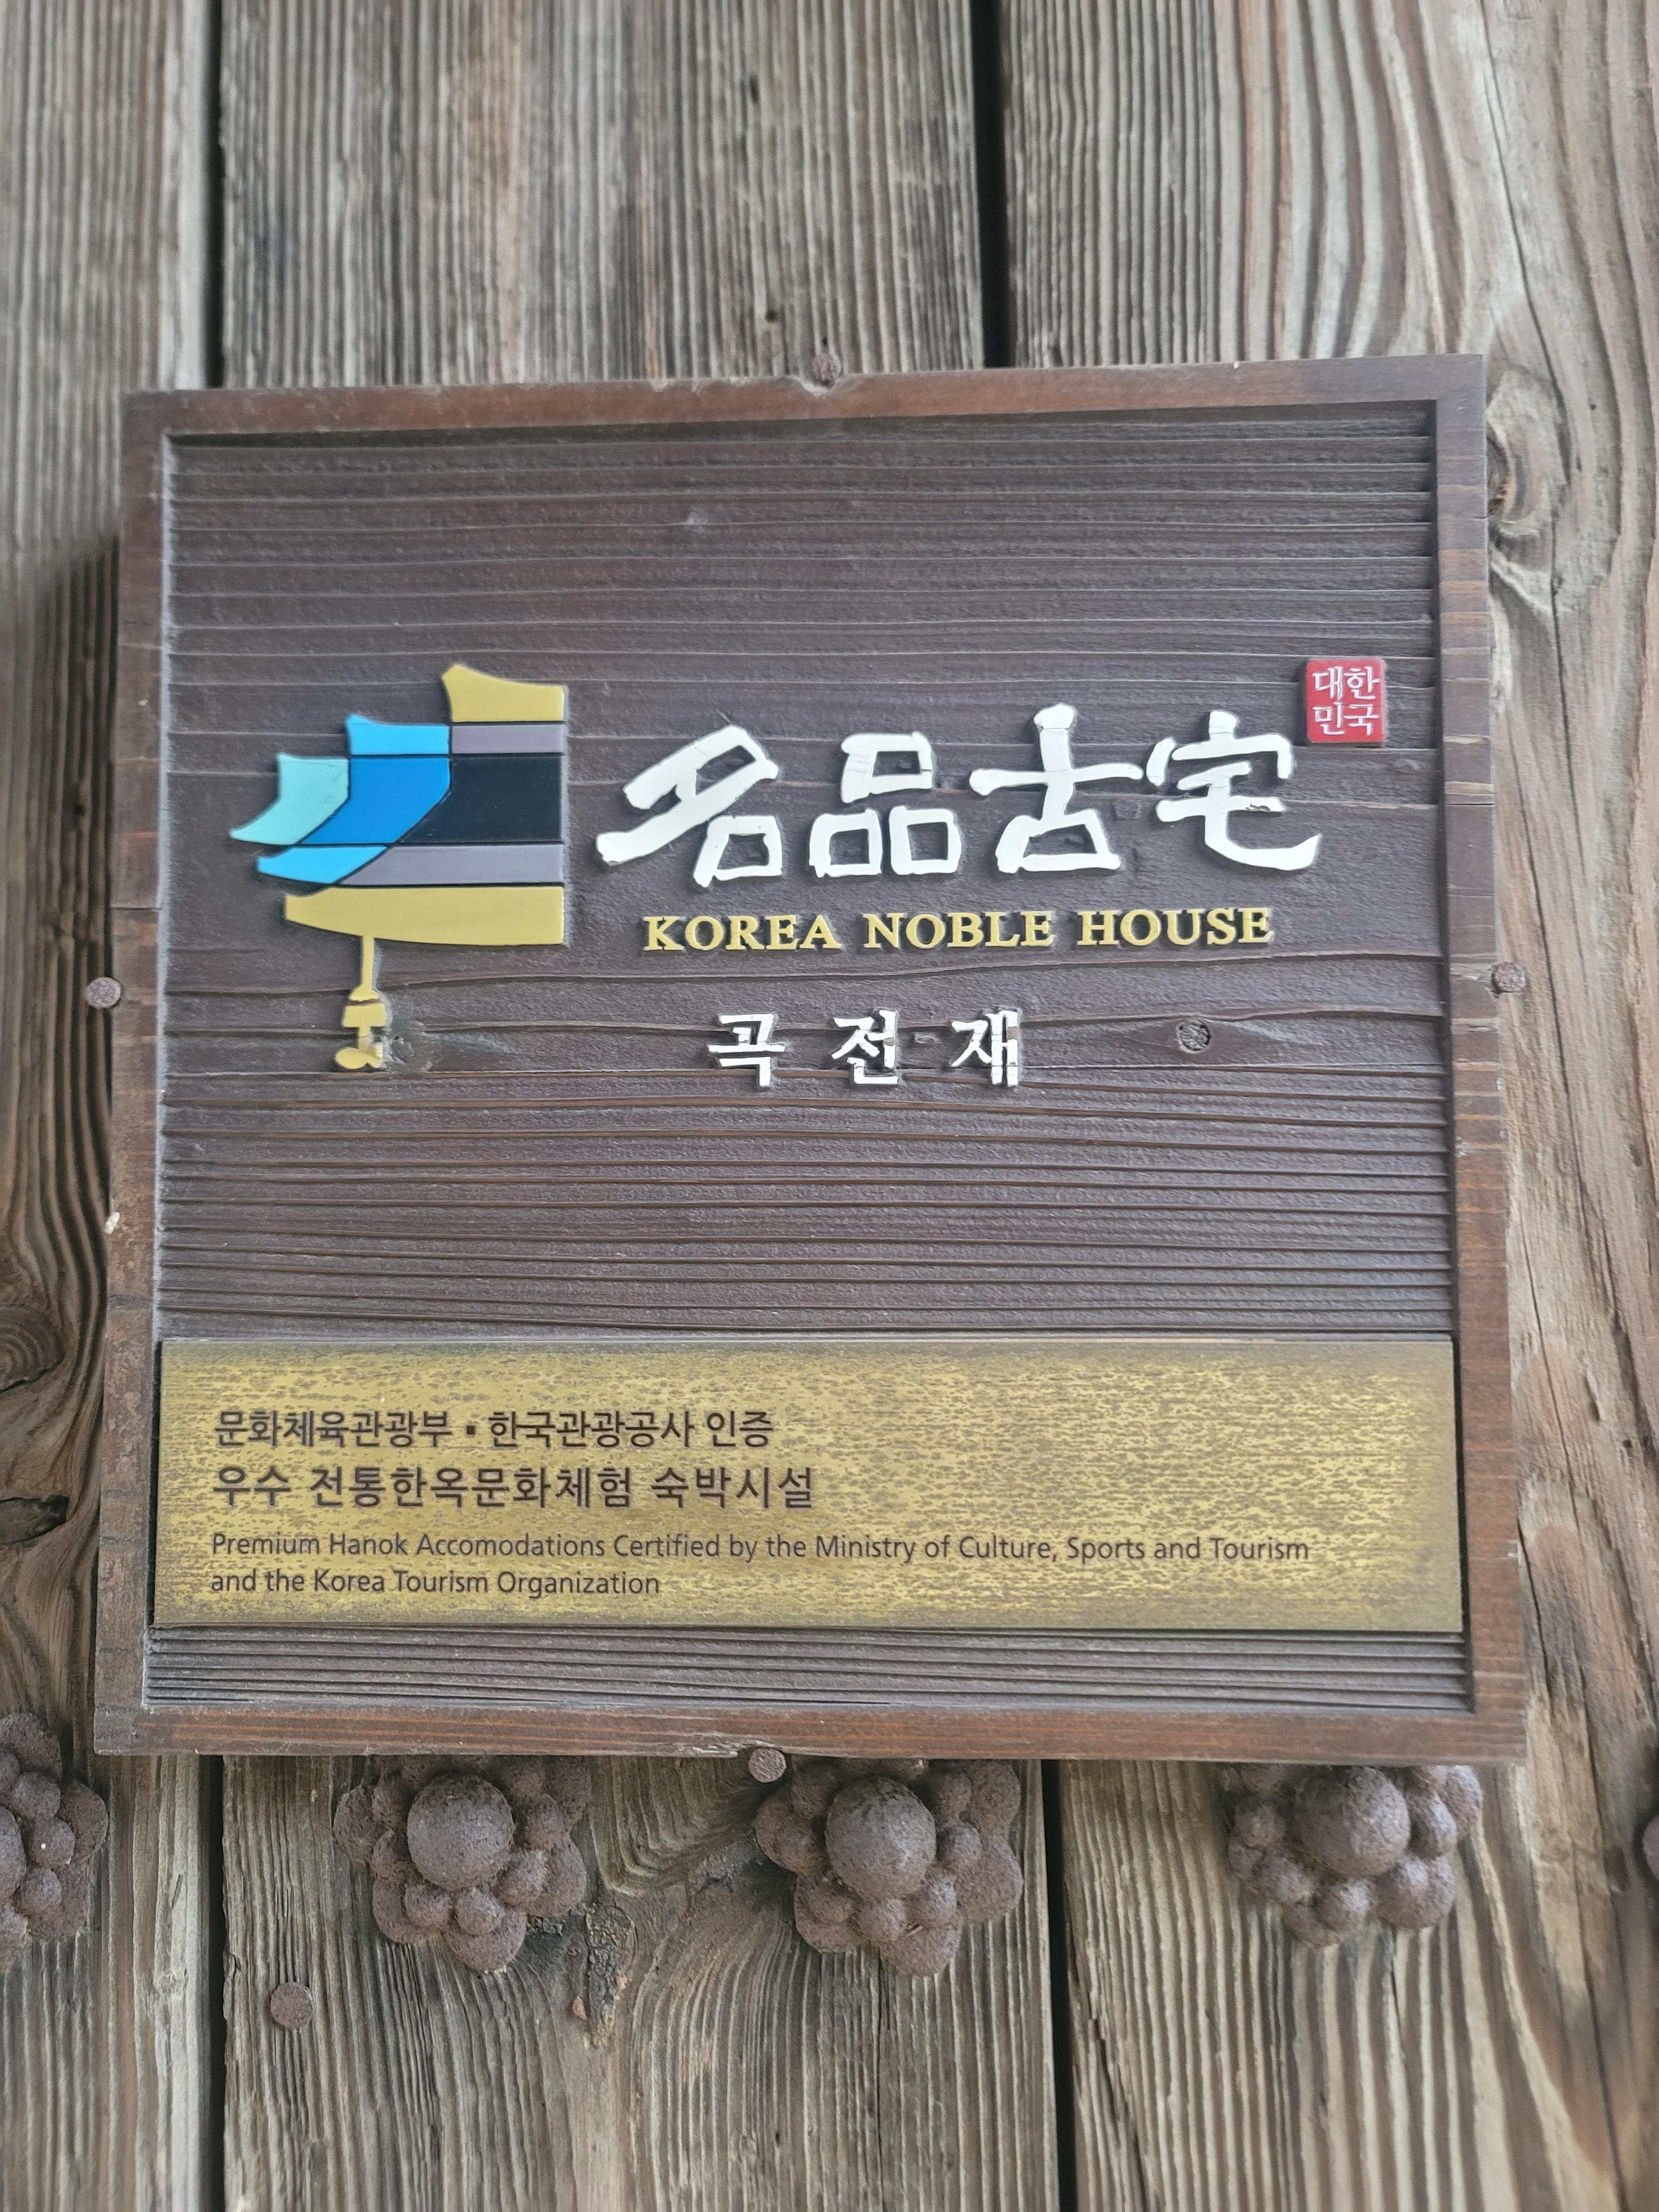 대한
민국
名品古宅
KOREA NOBLE HOUSE
곡전재
문화체육관광부 ▪ 한국관광공사 인증
우수 전통한옥문화체험 숙박시설
Premium Hanok Accomodations Certified by the Ministry of Culture, Sports and Tourism
and the Korea Tourism Organization